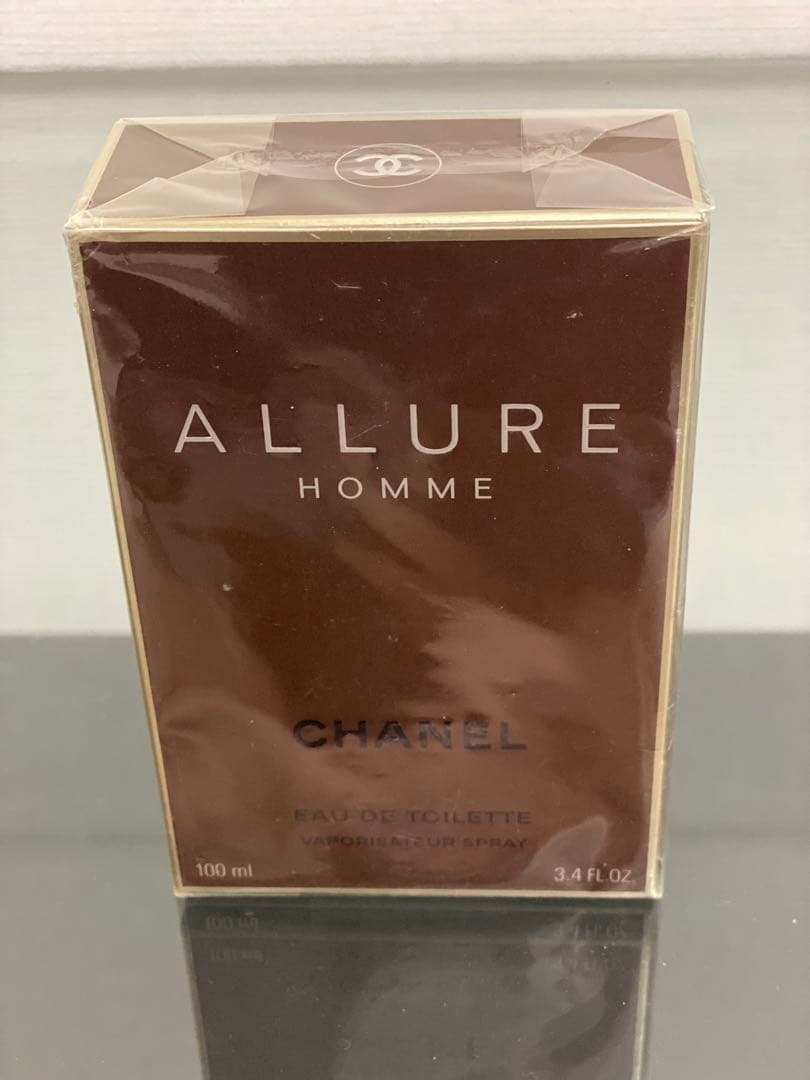 ALLURE
HOMME
CHANEL
EAU DE TOILETTE
VAPORISATEUR SPRAY
100 ml 3.4 FL.OZ.